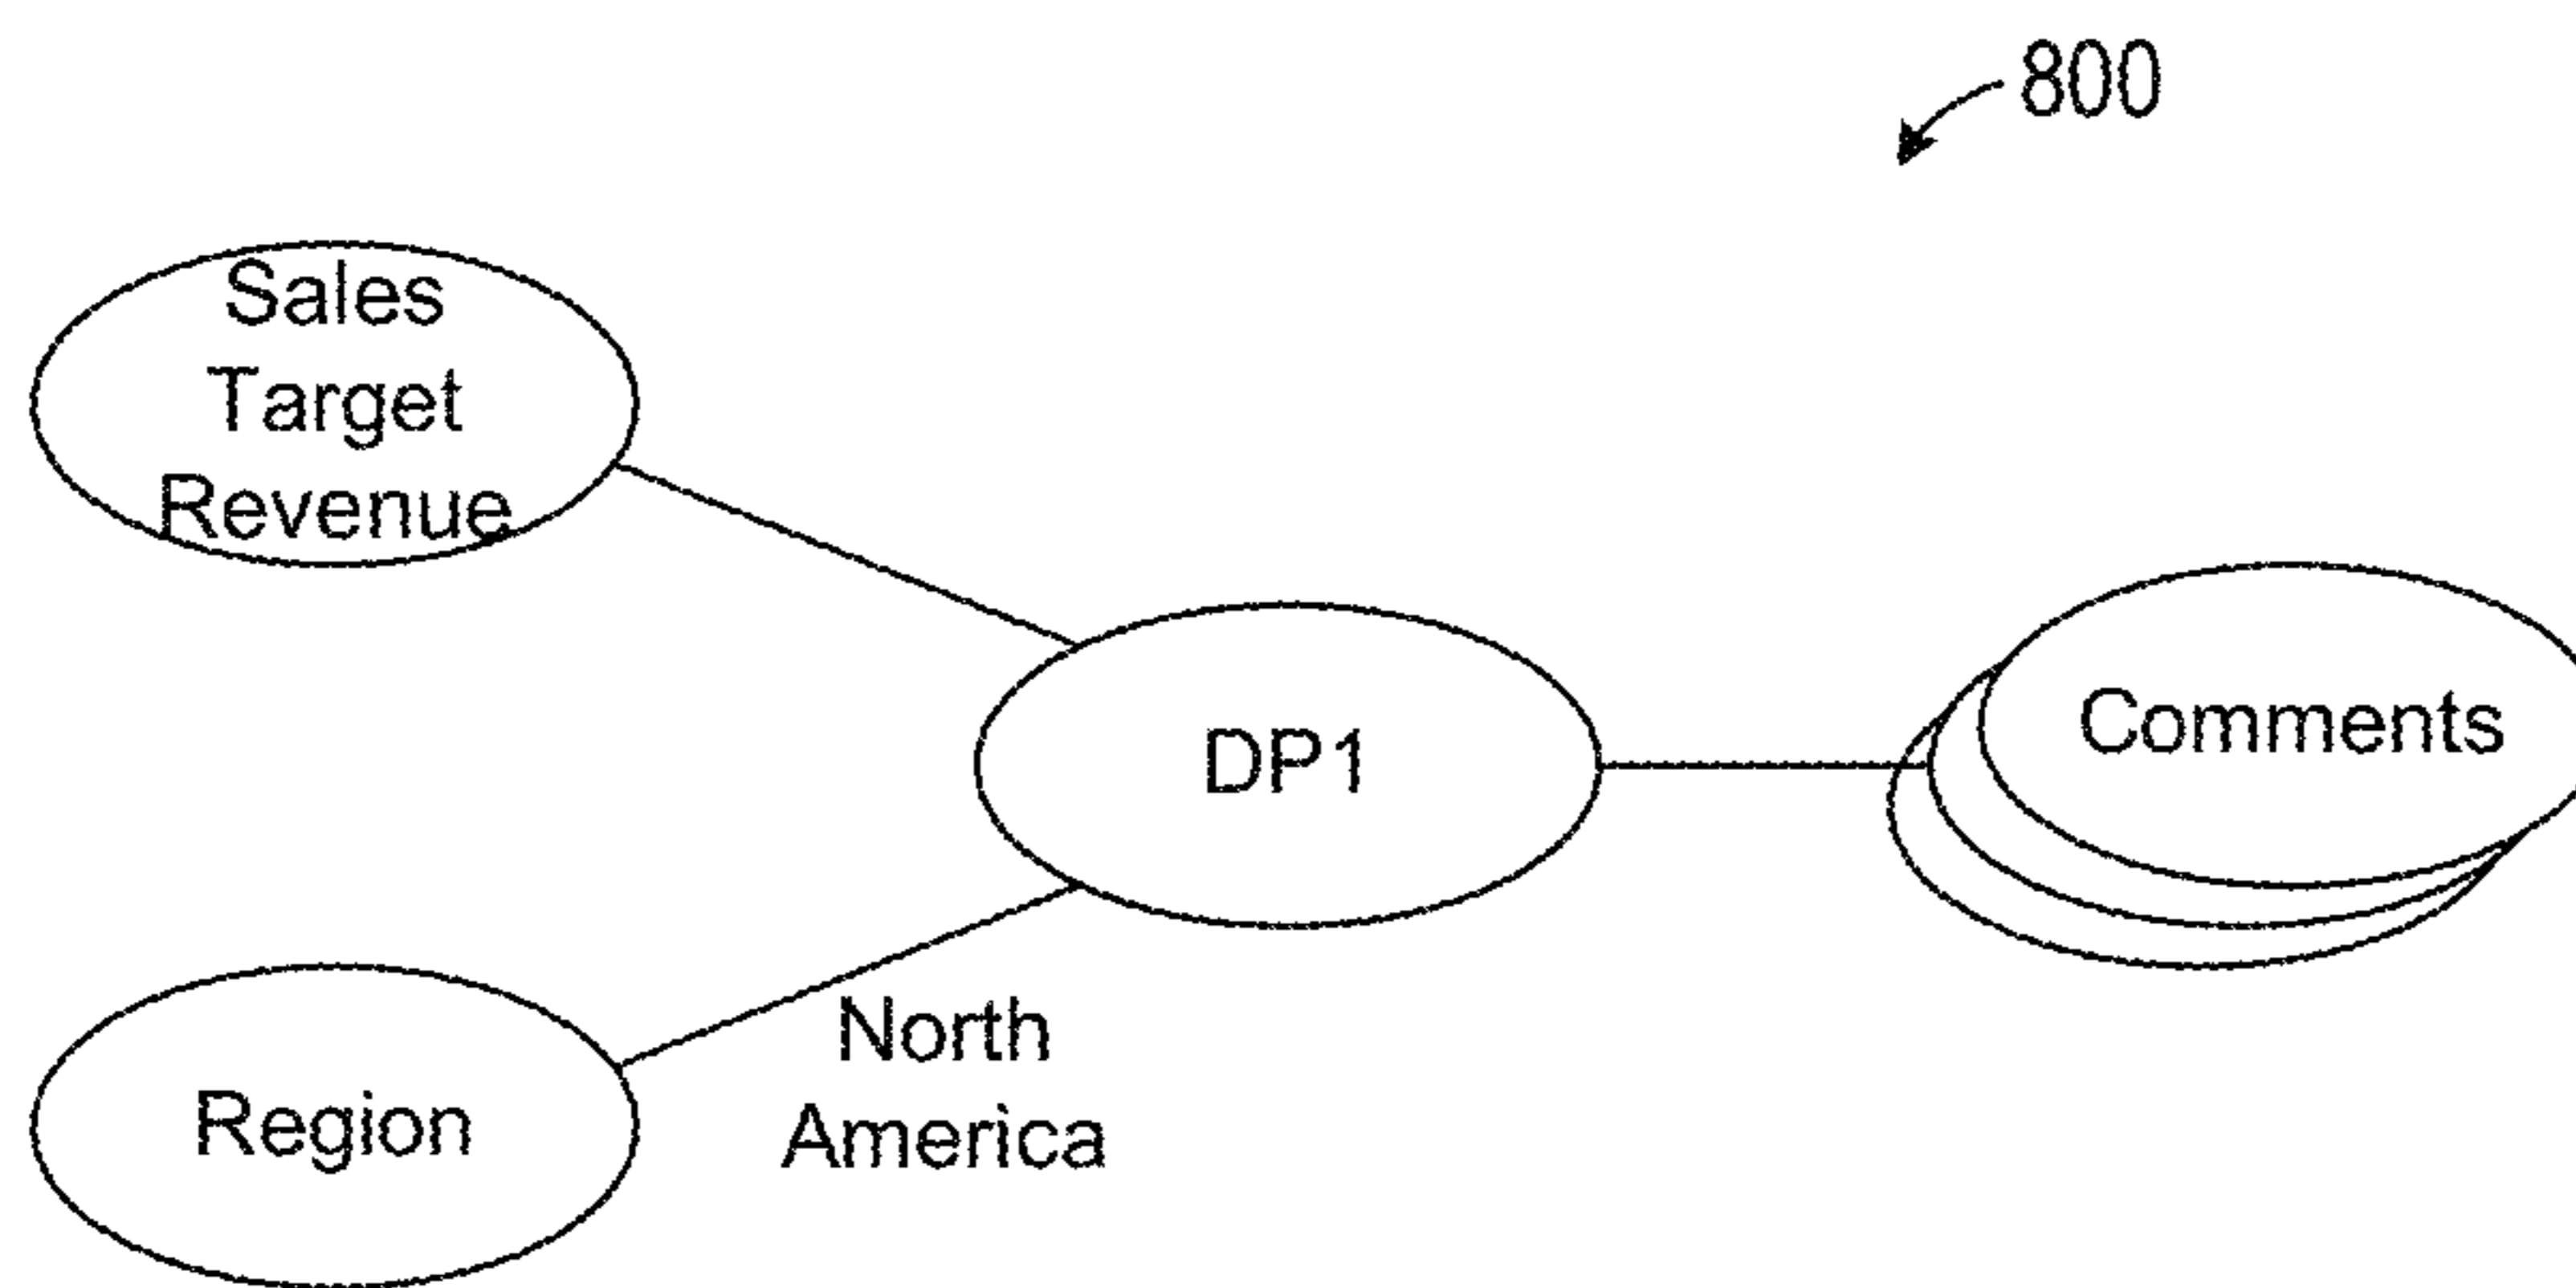 800
Sales
Target
Revenue
DP1
Comments
North
America
Region